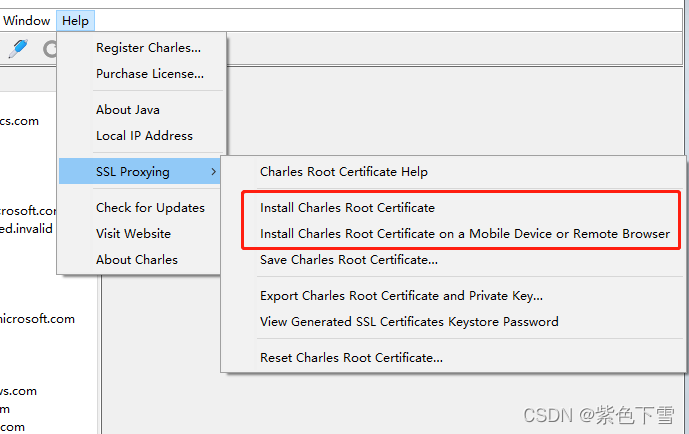 Window Help
Register Charles...
Purchase License...
About Java
Local IP Address
SSL Proxying >
Check for Updates
Visit Website
About Charles
Charles Root Certificate Help
Install Charles Root Certificate
Install Charles Root Certificate on a Mobile Device or Remote Browser
Save Charles Root Certificate...
Export Charles Root Certificate and Private Key...
View Generated SSL Certificates Keystore Password
Reset Charles Root Certificate...
cs.com
crosoft.com
ed.invalid
microsoft.com
ws.com
m
s.com
CSDN @紫色下雪